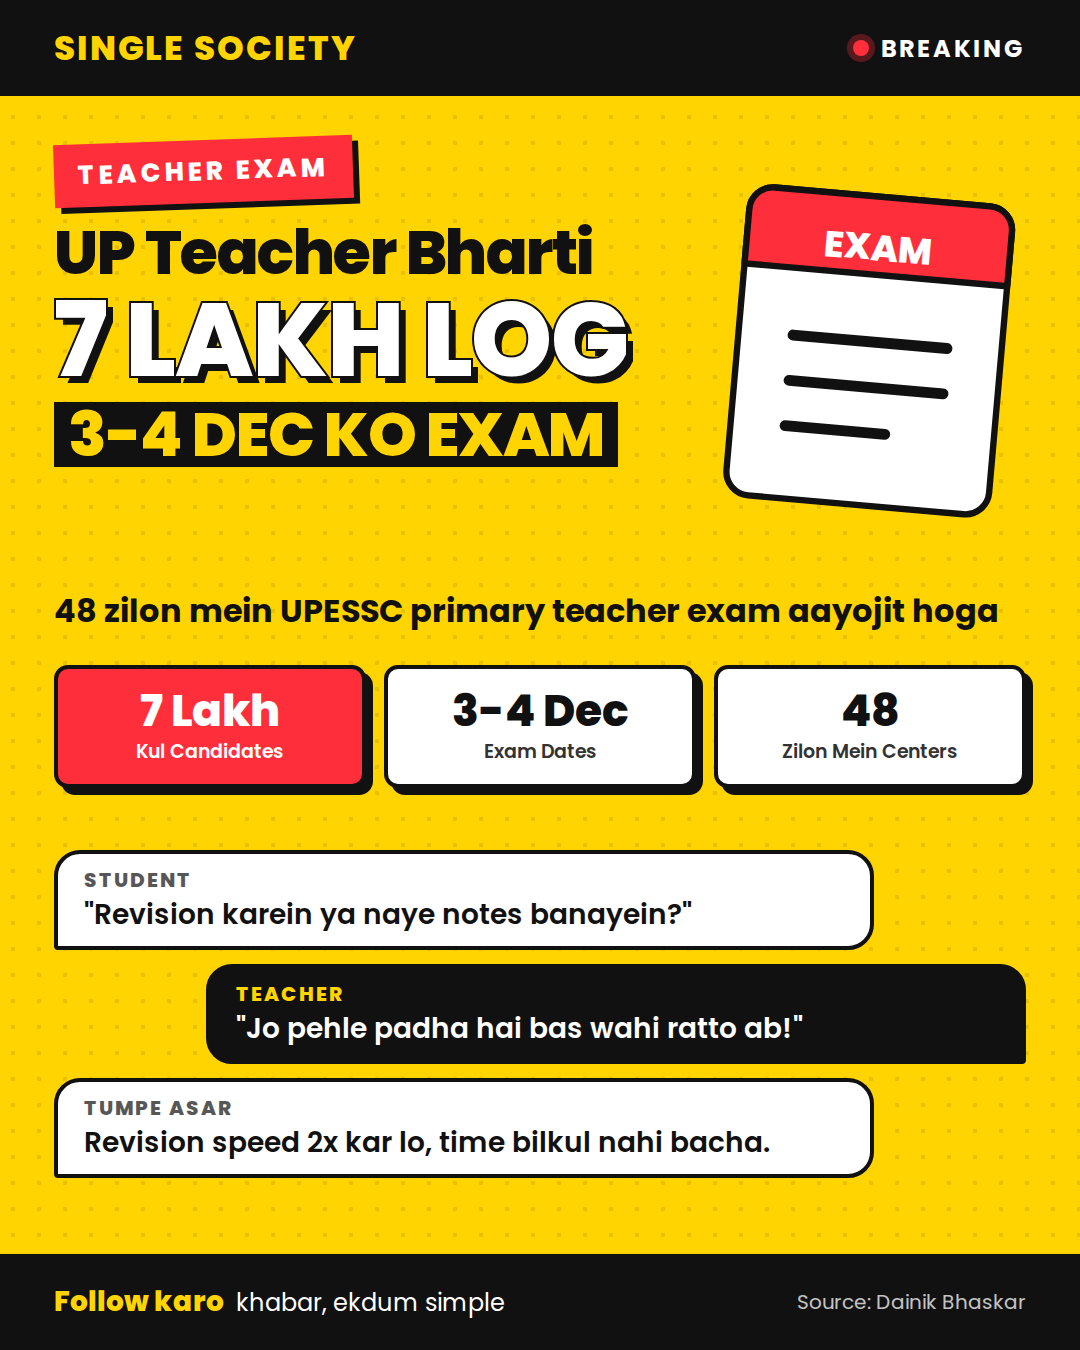 SINGLE SOCIETY
BREAKING
TEACHER EXAM
UP Teacher Bharti
7 LAKH LOG
3-4 DEC KO EXAM
EXAM
48 zilon mein UPESSC primary teacher exam aayojit hoga
7 Lakh
Kul Candidates
3-4 Dec
Exam Dates
48
Zilon Mein Centers
STUDENT
"Revision karein ya naye notes banayein?"
TEACHER
"Jo pehle padha hai bas wahi ratto ab!"
TUMPE ASAR
Revision speed 2x kar lo, time bilkul nahi bacha.
Follow karo khabar, ekdum simple
Source: Dainik Bhaskar